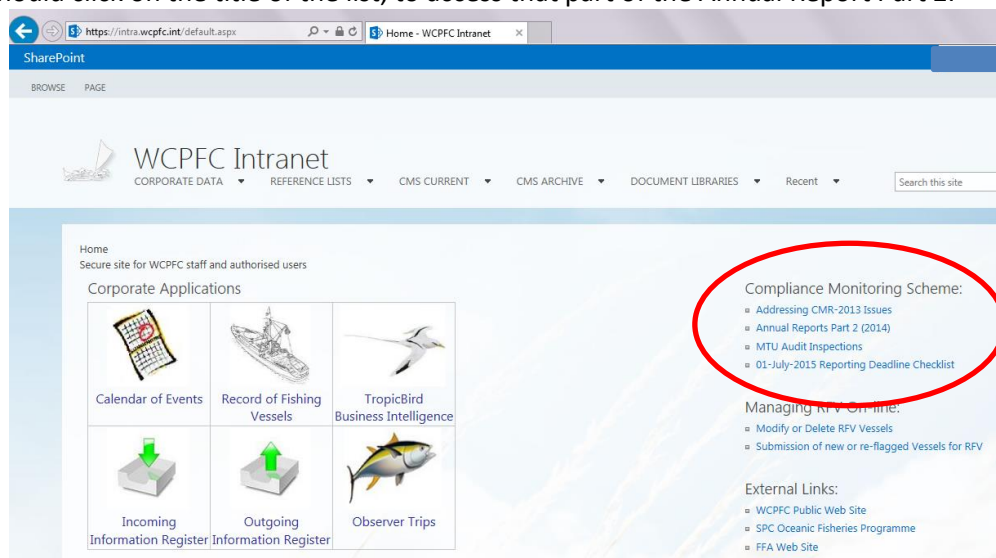 should click on the title of the list, to access that part of the Annual Report Part 2.
https://intra.wcpfc.int/default.aspx
Home - WCPFC Intranet
SharePoint
BROWSE PAGE
WCPFC Intranet
CORPORATE DATA REFERENCE LISTS CMS CURRENT CMS ARCHIVE DOCUMENT LIBRARIES Recent
Search this site
Home
Secure site for WCPFC staff and authorised users
Corporate Applications
Calendar of Events
Record of Fishing
Vessels
TropicBird
Business Intelligence
Incoming
Information Register
Outgoing
Information Register
Observer Trips
Compliance Monitoring Scheme:
Addressing CMR-2013 Issues
Annual Reports Part 2 (2014)
MTU Audit Inspections
01-July-2015 Reporting Deadline Checklist
Managing RFV On-line:
Modify or Delete RFV Vessels
Submission of new or re-flagged Vessels for RFV
External Links:
WCPFC Public Web Site
SPC Oceanic Fisheries Programme
FFA Web Site